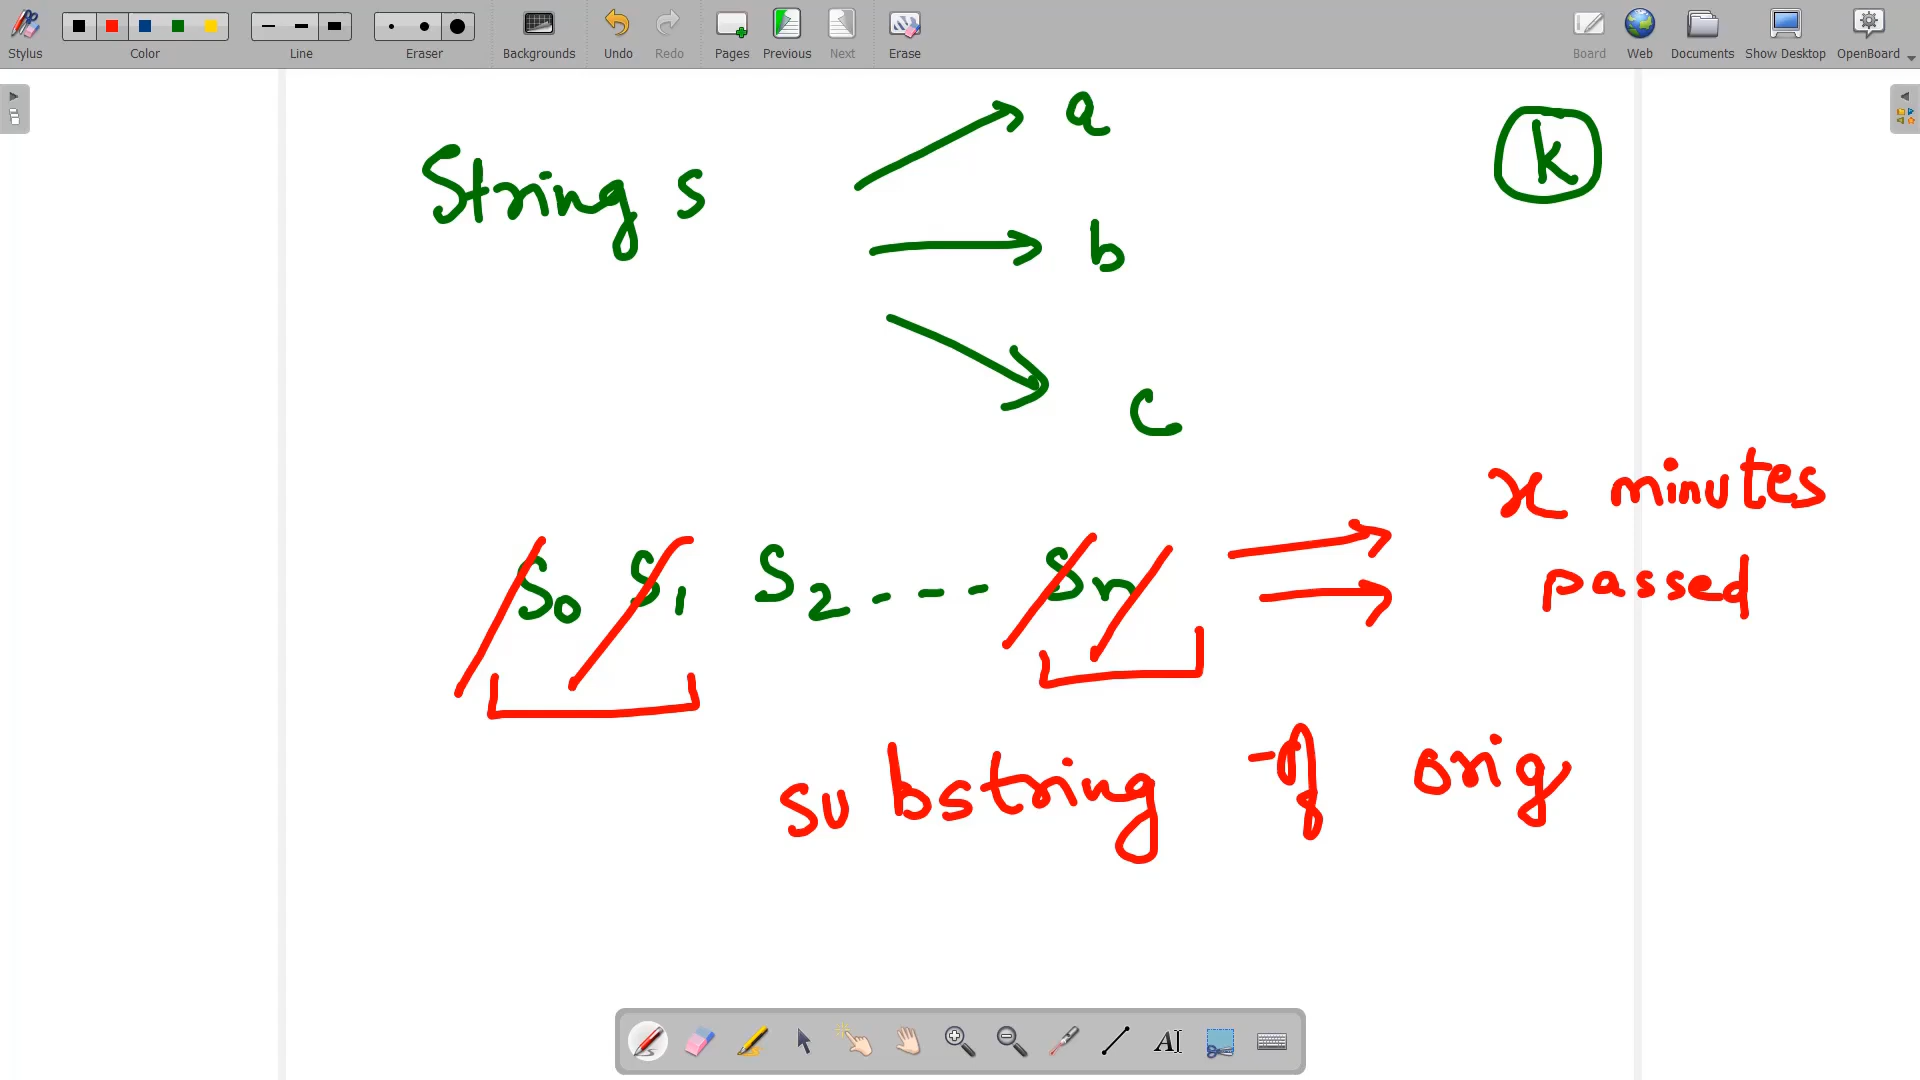 Stylus Color Line Eraser Backgrounds Undo Redo Pages Previous Next Erase Board Web Documents Show Desktop OpenBoard
a
k
String s
b
c
x minutes
S0 S1 S2 - - - - Sn
passed
substring of orig
AI